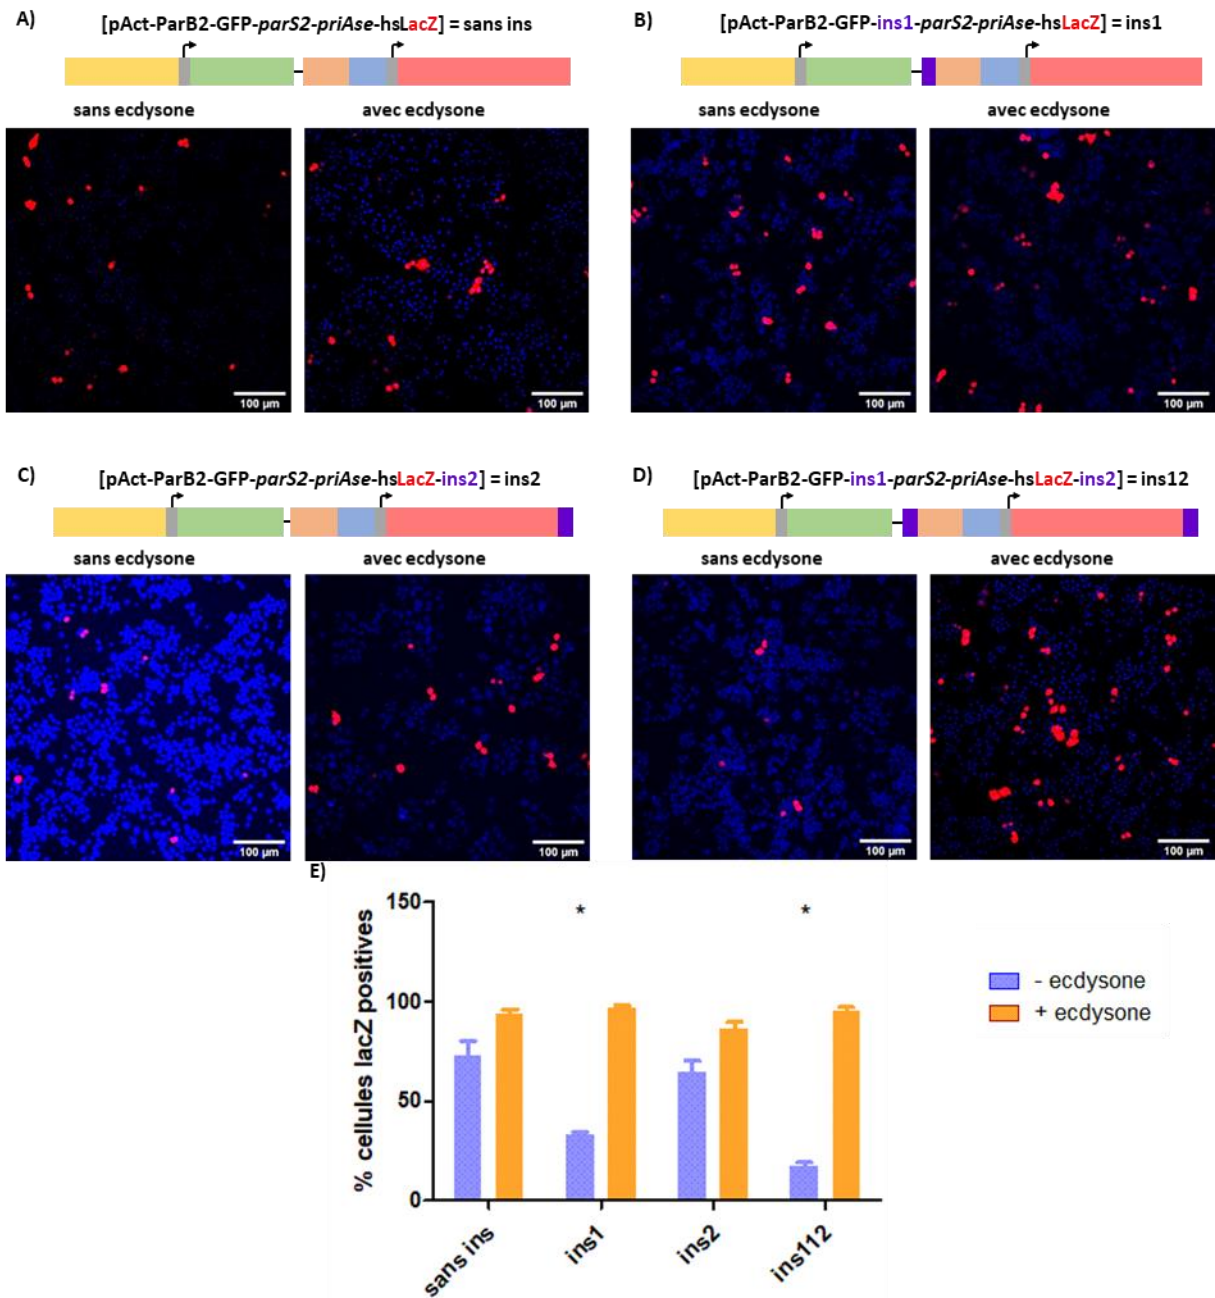 A)
[pAct-ParB2-GFP-parS2-priAse-hsLacZ] = sans ins
sans ecdysone
avec ecdysone
100 µm
100 µm
B)
[pAct-ParB2-GFP-ins1-parS2-priAse-hsLacZ] = ins1
sans ecdysone
avec ecdysone
100 µm
100 µm
C)
[pAct-ParB2-GFP-parS2-priAse-hsLacZ-ins2] = ins2
sans ecdysone
avec ecdysone
100 µm
100 µm
D)
[pAct-ParB2-GFP-ins1-parS2-priAse-hsLacZ-ins2] = ins12
sans ecdysone
avec ecdysone
100 µm
100 µm
E)
% cellules lacZ positives
150
100
50
0
*
*
sans ins
ins1
ins2
ins112
- ecdysone
+ ecdysone